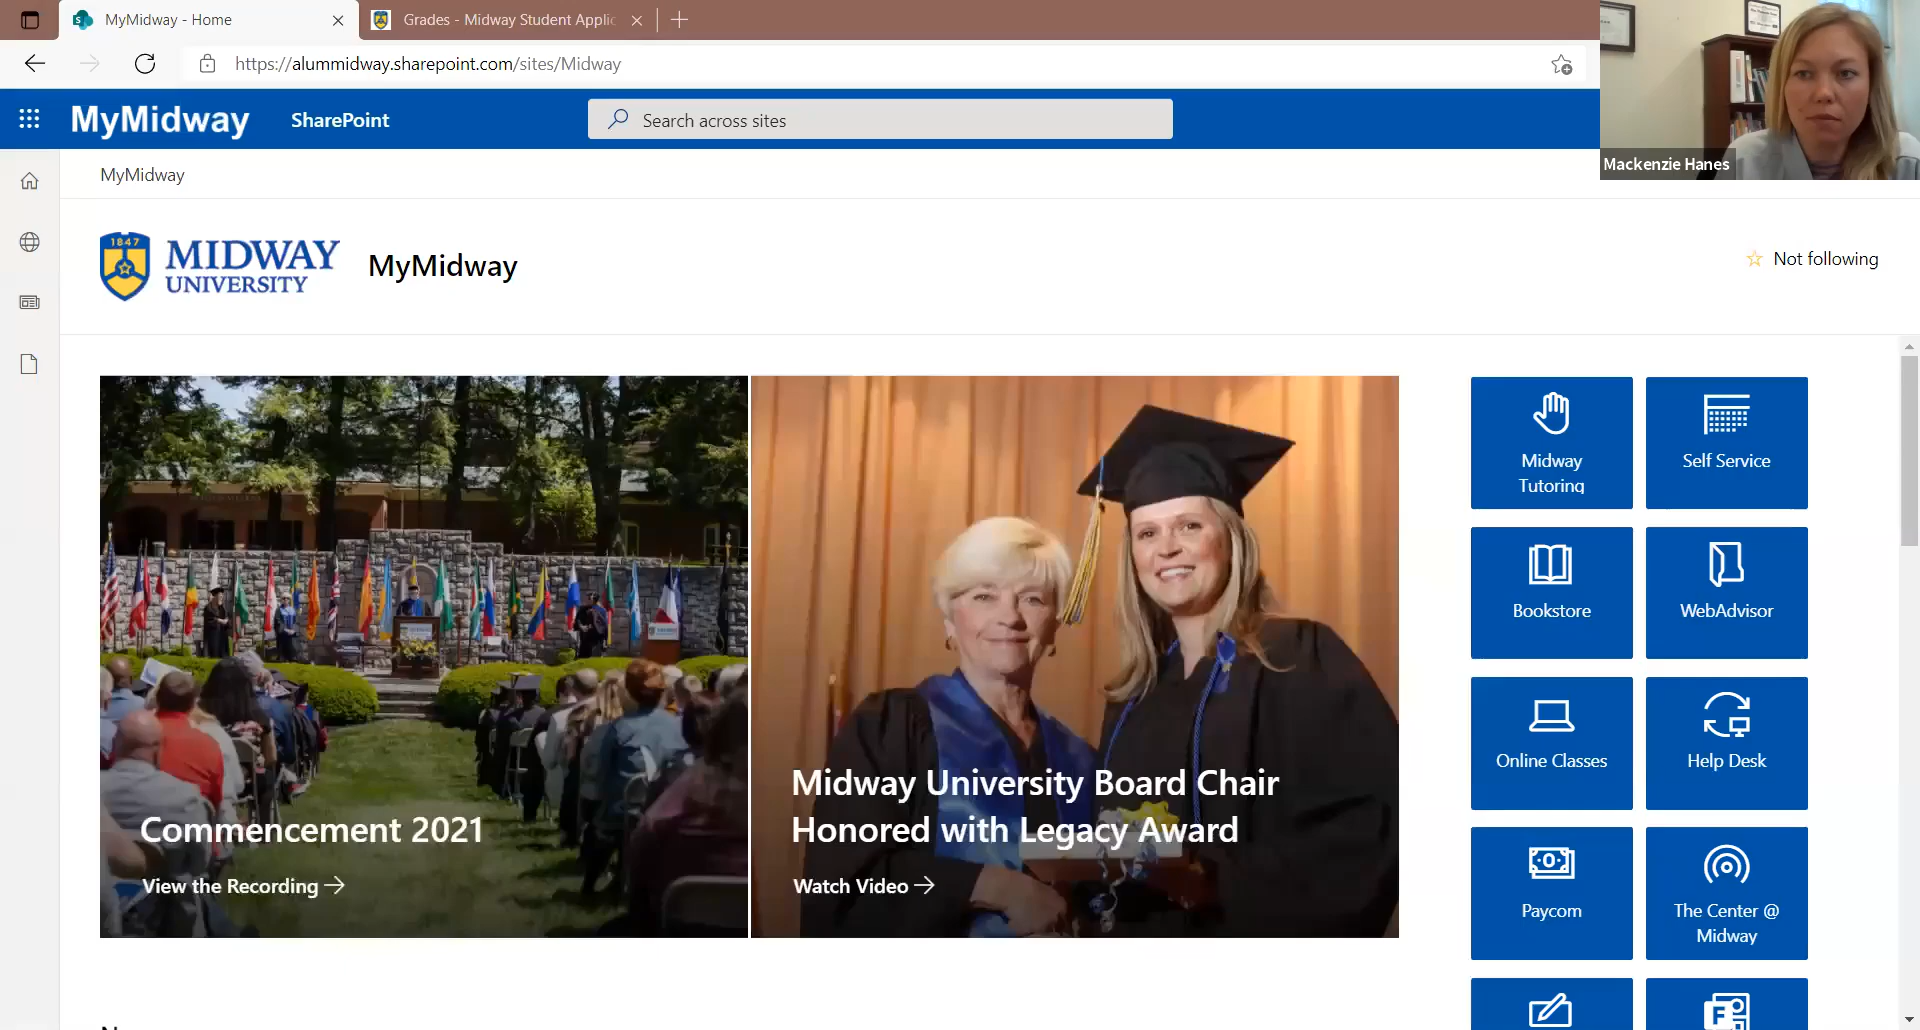 MyMidway - Home
Grades - Midway Student Applic
https://alummidway.sharepoint.com/sites/Midway
MyMidway
SharePoint
Search across sites
Mackenzie Hanes
MyMidway
1847
MIDWAY
UNIVERSITY
MyMidway
Not following
Commencement 2021
View the Recording
Midway University Board Chair
Honored with Legacy Award
Watch Video
Midway
Tutoring
Self Service
Bookstore
WebAdvisor
Online Classes
Help Desk
Paycom
The Center @
Midway